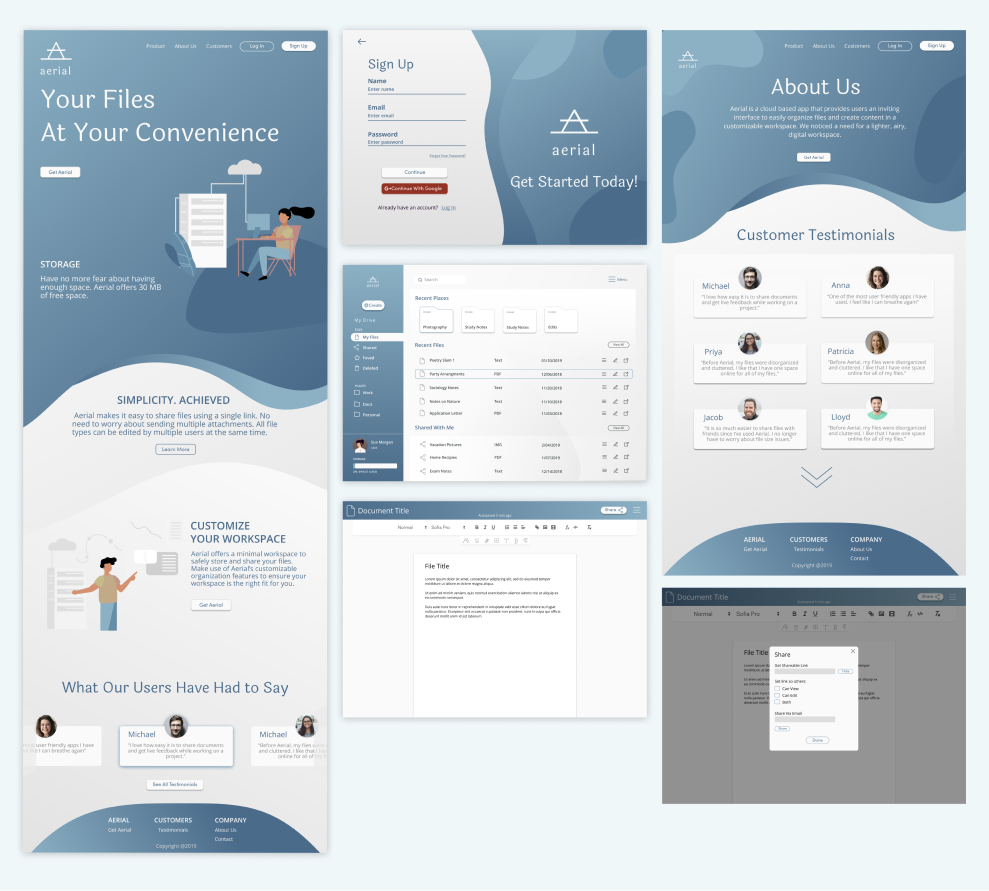 aerial
Product About Us Customers Log In Sign Up
Your Files
At Your Convenience
Get Aerial
STORAGE
Have no more fear about having
enough space. Aerial offers 30 MB
of free space.
SIMPLICITY. ACHIEVED
Aerial makes it easy to share files using a single link. No
need to worry about sending multiple attachments. All file
types can be edited by multiple users at the same time.
Learn More
CUSTOMIZE
YOUR WORKSPACE
Aerial offers a minimal workspace to
safely store and share your files.
Make use of Aerial's customizable
organization features to ensure your
workspace is the right fit for you.
Get Aerial
What Our Users Have Had to Say
user friendly apps I have
I can breathe again"
Michael
"I love how easy it is to share documents
and get live feedback while working on a
project."
Priya
"Before Aerial, my files were
and cluttered. I like that I have
online for all of my
See All Testimonials
AERIAL CUSTOMERS COMPANY
Get Aerial Testimonials About Us
Contact
Copyright @2019
Sign Up
Name
Enter name
Email
Enter email
Password
Enter password
Forgot Your Password?
Continue
G+Continue With Google
Already have an account? Log In
aerial
Get Started Today!
aerial
Search
Menu
Create
My Drive
FILES
My Files
Shared
Faved
Deleted
FOLDERS
Work
Docs
Personal
Sue Morgan
STORAGE
Recent Places
Photography
Study Notes
Study Notes
Edits
Recent Files
View All
Poetry Slam 1 Text 01/03/2019
Party Arrangments PDF 12/06/2018
Sociology Notes Text 11/20/2018
Notes on Nature Text 11/10/2018
Application Letter PDF 11/03/2018
Shared With Me
View All
Vacation Pictures IMG 2/04/2019
Home Recipies PDF 1/07/2019
Exam Notes Text 12/14/2018
Document Title
Autosaved 5 min ago
Share
Normal Sofia Pro B I U
File Title
Lorem ipsum dolor sit amet, consectetur adipiscing elit, sed do eiusmod tempor
incididunt ut labore et dolore magna aliqua.
Ut enim ad minim veniam, quis nostrud exercitation ullamco laboris nisi ut aliquip ex
ea commodo consequat.
Duis aute irure dolor in reprehenderit in voluptate velit esse cillum dolore eu fugiat
nulla pariatur. Excepteur sint occaecat cupidatat non proident, sunt in culpa qui officia
deserunt mollit anim id est laborum
aerial
Product About Us Customers Log In Sign Up
About Us
Aerial is a cloud based app that provides users an inviting
interface to easily organize files and create content in a
customizable workspace. We noticed a need for a lighter, airy,
digital workspace.
Get Aerial
Customer Testimonials
Michael
"I love how easy it is to share documents
and get live feedback while working on a
project."
Anna
"One of the most user friendly apps I have
used, I feel like I can breathe again"
Priya
"Before Aerial, my files were disorganized
and cluttered. I like that I have one space
online for all of my files."
Patricia
"Before Aerial, my files were disorganized
and cluttered. I like that I have one space
online for all of my files."
Jacob
"It is so much easier to share files with
friends since I've used Aerial. I no longer
have to worry about file size issues."
Lloyd
"Before Aerial, my files were disorganized
and cluttered. I like that I have one space
online for all of my files."
AERIAL CUSTOMERS COMPANY
Get Aerial Testimonials About Us
Contact
Copyright @2019
Document Title
Autosaved 5 min ago
Share
Normal Sofia Pro B I U
File Title
Share
Get Shareable Link
Copy
Set link so others:
Can View
Can Edit
Both
Share Via Email
Share
Share